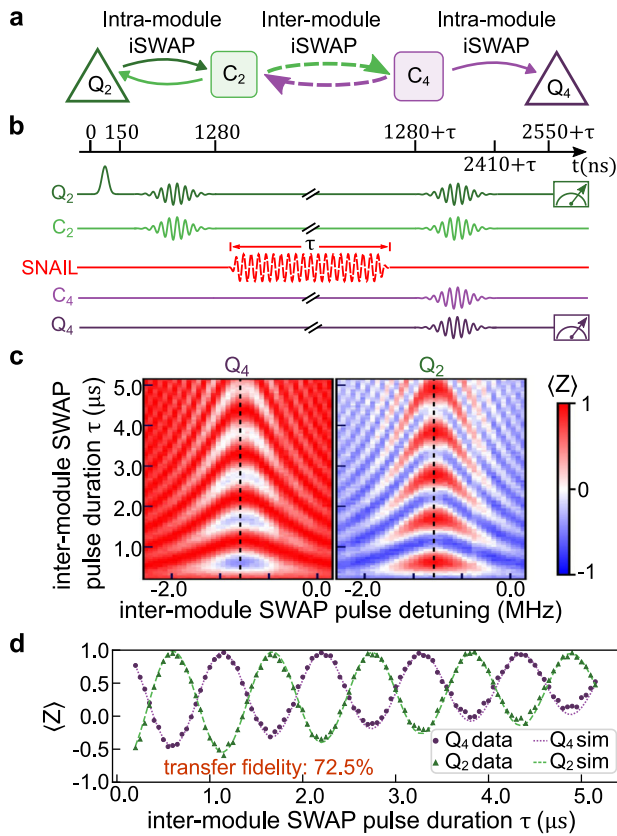 a
Intra-module iSWAP
Inter-module iSWAP
Intra-module iSWAP
Q₂
C₂
C₄
Q₄
b
0 150 1280 1280+τ 2550+τ
2410+τ t(ns)
Q₂
C₂
τ
SNAIL
C₄
Q₄
c
Q₄ Q₂ ⟨Z⟩
inter-module SWAP
pulse duration τ (μs)
5.0
4.0
3.0
2.0
1.0
-2.0 0.0 -2.0 0.0
1
0
-1
inter-module SWAP pulse detuning (MHz)
d
⟨Z⟩
1.0
0.5
0.0
-0.5
-1.0
Q₄ data Q₄ sim
Q₂ data Q₂ sim
transfer fidelity: 72.5%
0.0 1.0 2.0 3.0 4.0 5.0
inter-module SWAP pulse duration τ (μs)